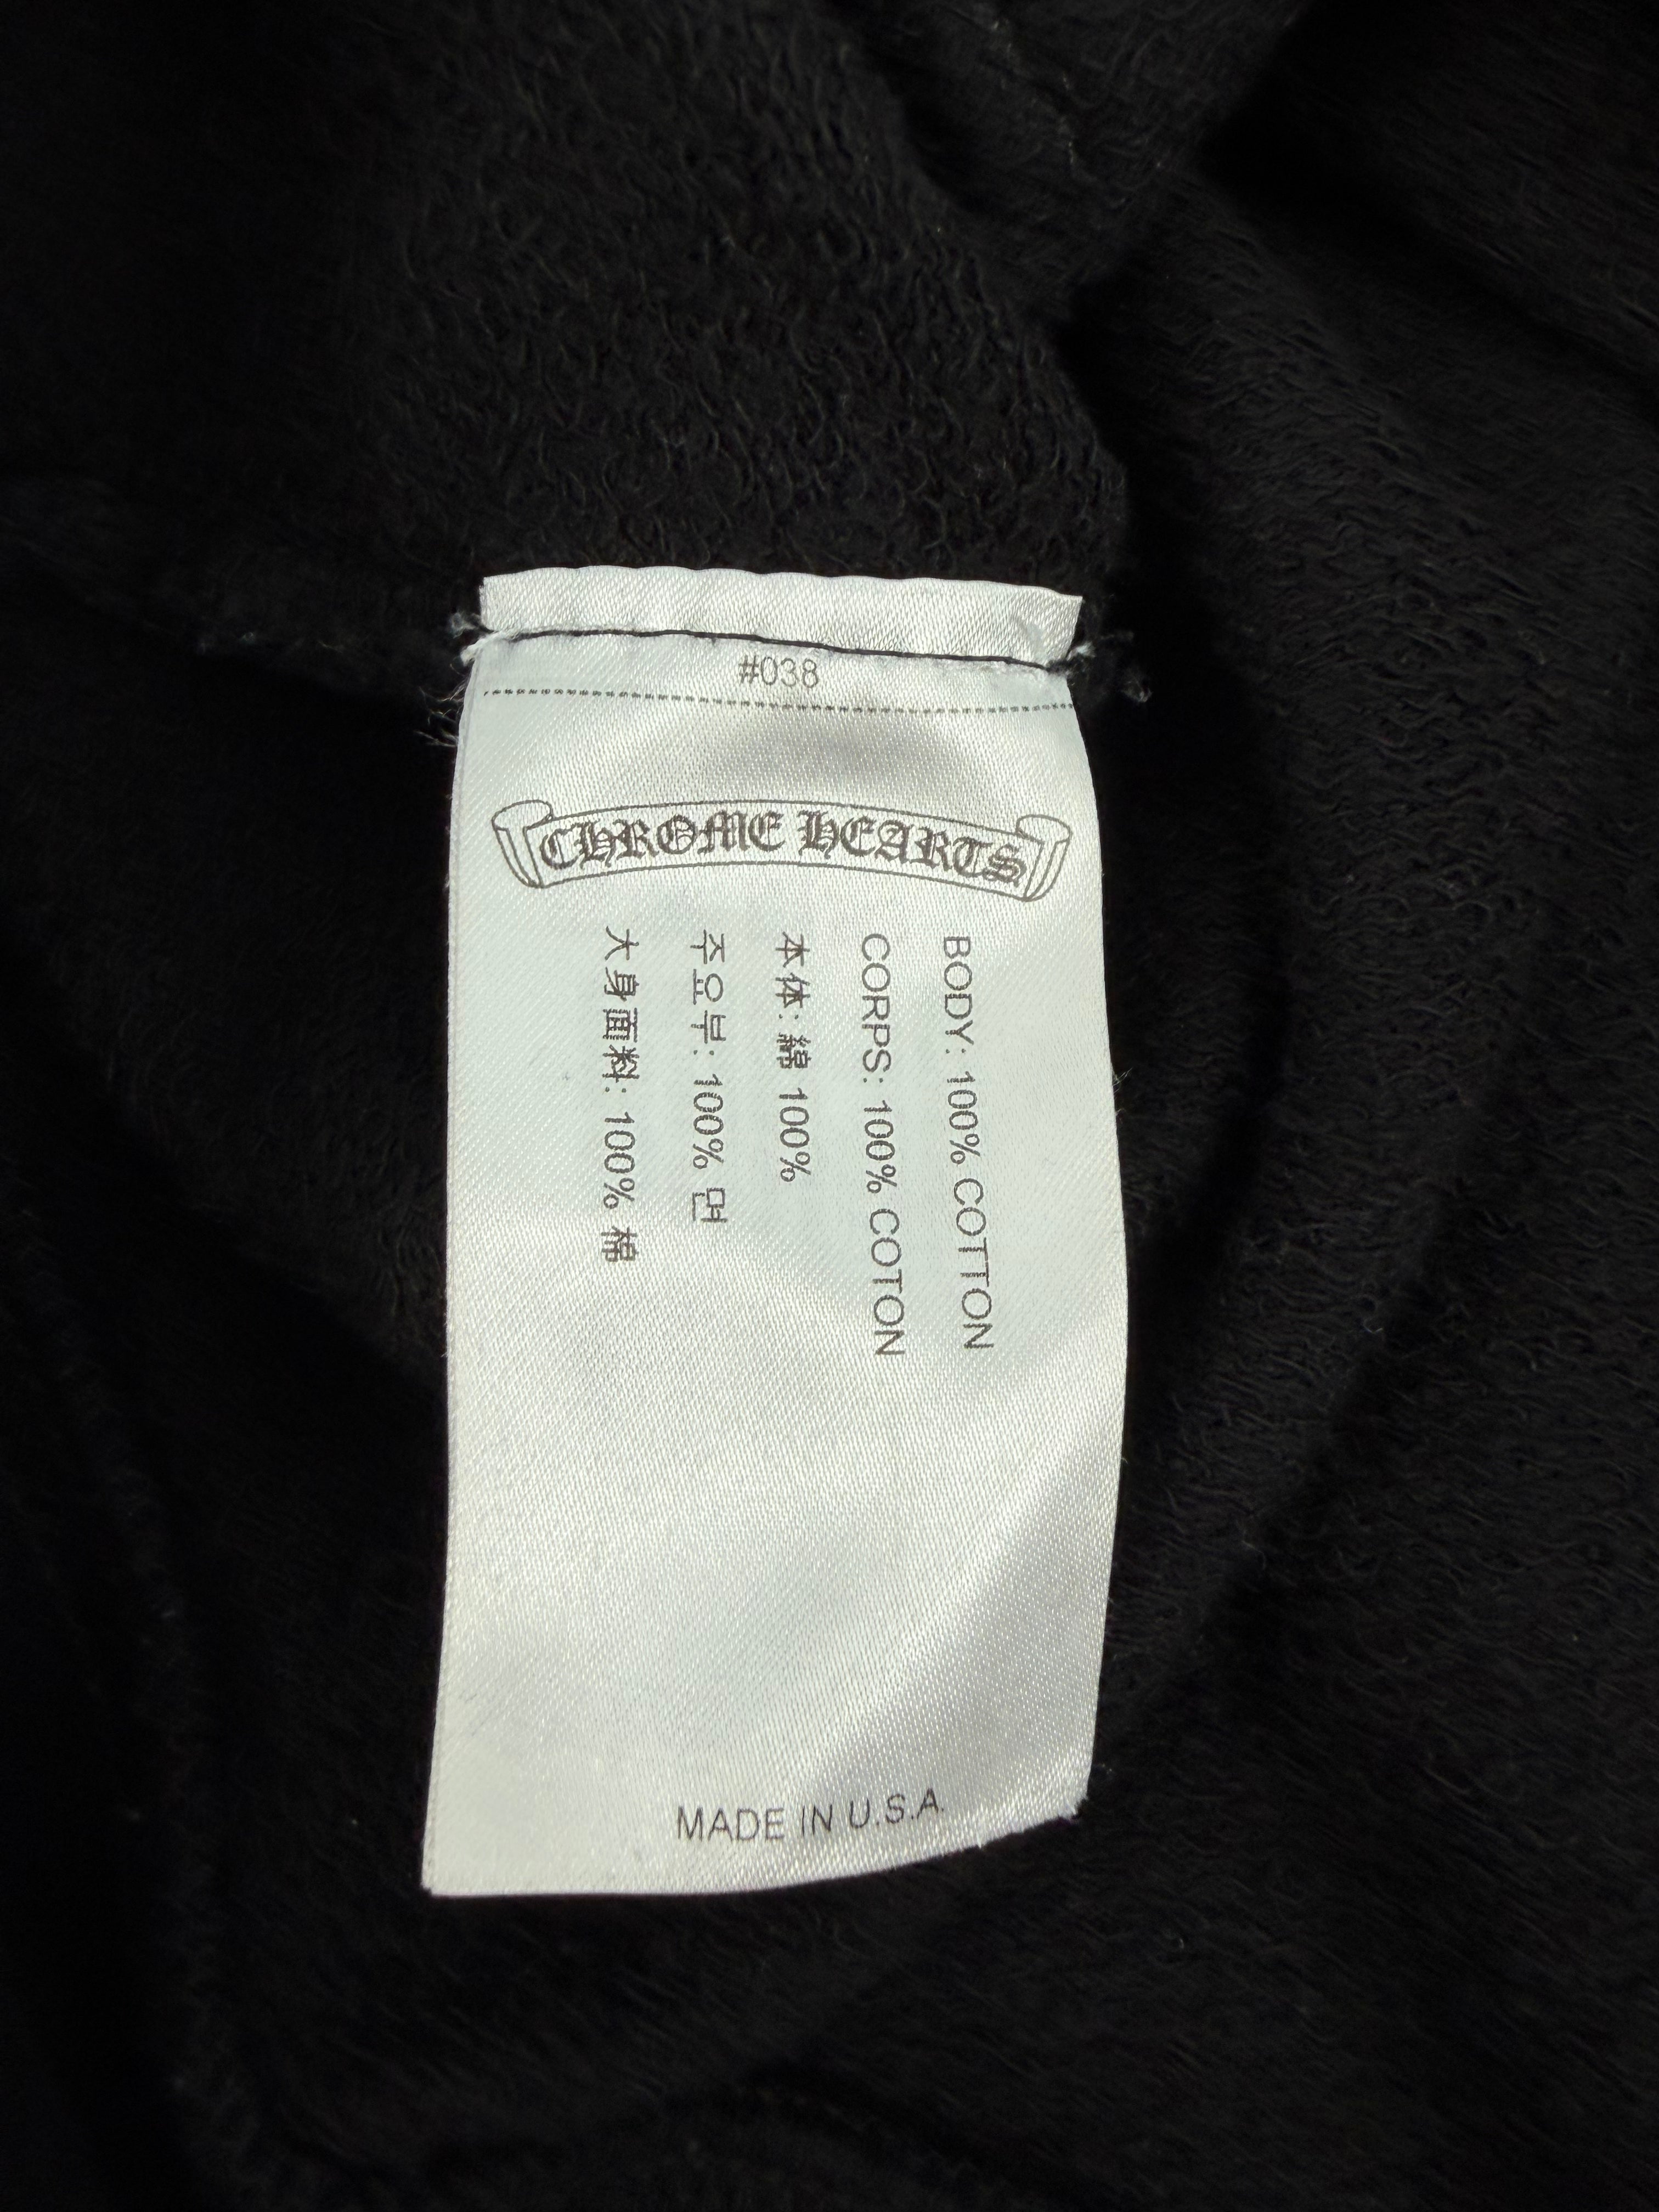 #038
CHROME HEARTS
BODY: 100% COTTON
CORPS: 100% COTON
本体: 綿 100%
주요부: 100% 면
大身面料: 100% 棉
MADE IN U.S.A.